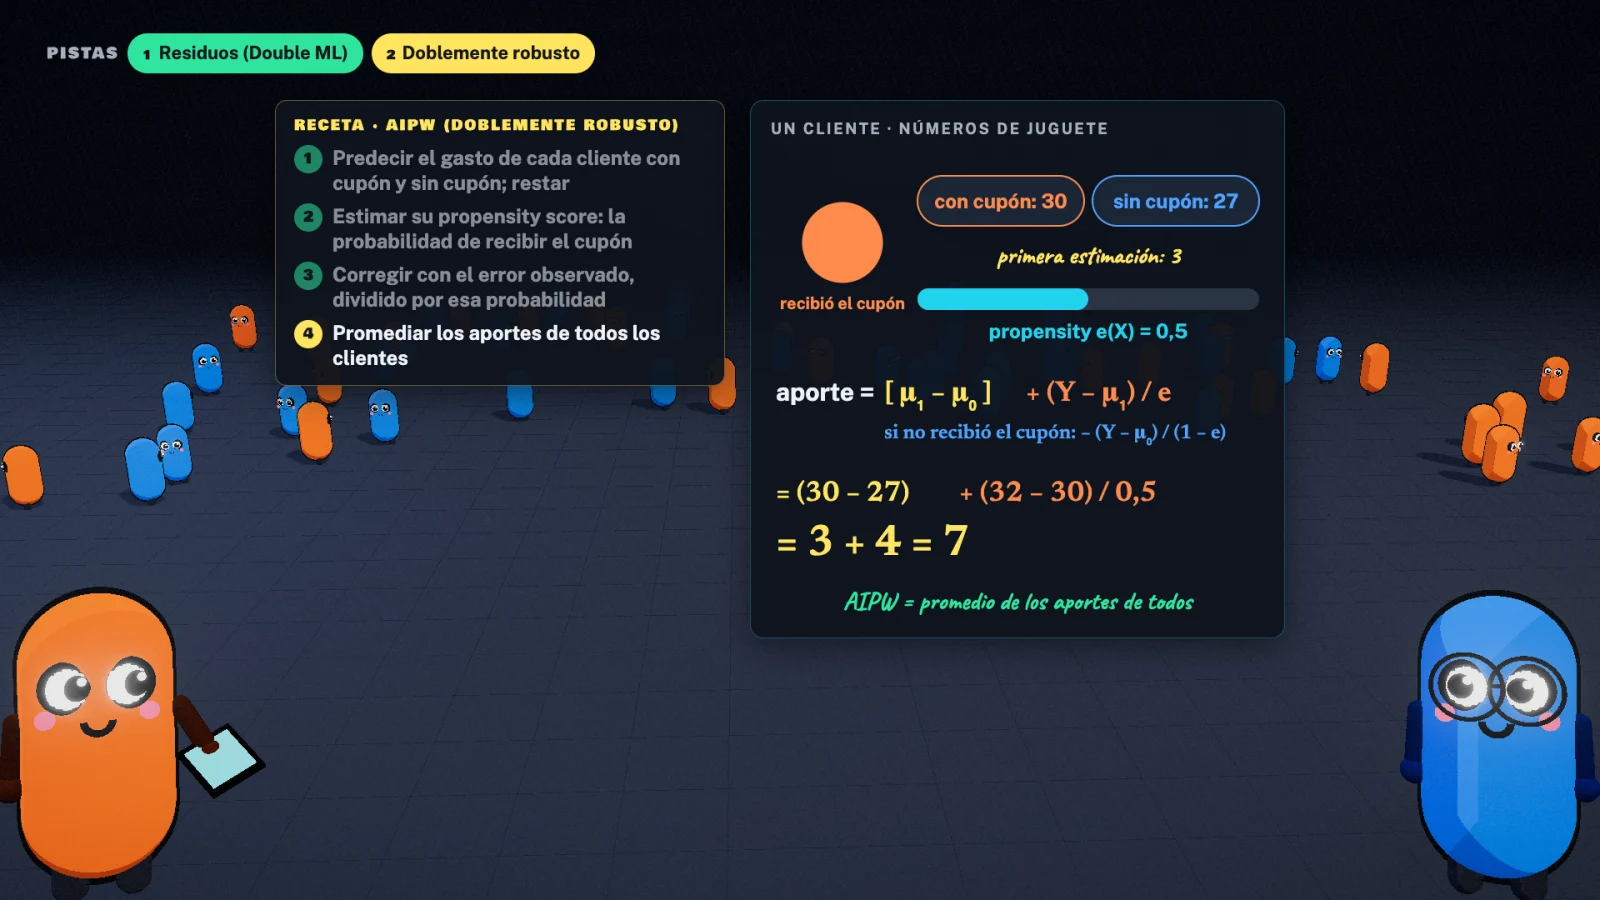 PISTAS 1 Residuos (Double ML) 2 Doblemente robusto
RECETA · AIPW (DOBLEMENTE ROBUSTO)
1 Predecir el gasto de cada cliente con
cupón y sin cupón; restar
2 Estimar su propensity score: la
probabilidad de recibir el cupón
3 Corregir con el error observado,
dividido por esa probabilidad
4 Promediar los aportes de todos los
clientes
UN CLIENTE · NÚMEROS DE JUGUETE
con cupón: 30 sin cupón: 27
primera estimación: 3
recibió el cupón
propensity e(X) = 0,5
aporte = [ μ₁ – μ₀ ] + (Y – μ₁) / e
si no recibió el cupón: – (Y – μ₀) / (1 – e)
= (30 – 27) + (32 – 30) / 0,5
= 3 + 4 = 7
AIPW = promedio de los aportes de todos